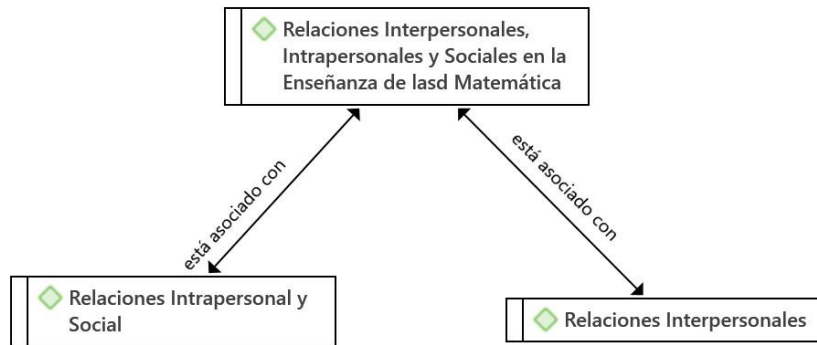 Relaciones Interpersonales,
Intrapersonales y Sociales en la
Enseñanza de lasd Matemática
está asociado con
está asociado con
Relaciones Intrapersonal y
Social
Relaciones Interpersonales